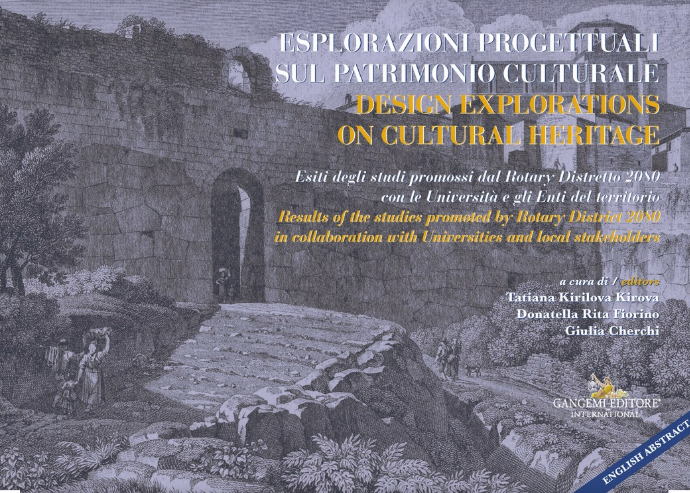 ESPLORAZIONI PROGETTUALI
SUL PATRIMONIO CULTURALE
DESIGN EXPLORATIONS
ON CULTURAL HERITAGE
Esiti degli studi promossi dal Rotary Distretto 2080
con le Università e gli Enti del territorio
Results of the studies promoted by Rotary District 2080
in collaboration with Universities and local stakeholders
a cura di / editors
Tatiana Kirilova Kirova
Donatella Rita Fiorino
Giulia Cherchi
GANGEMI EDITORE®
INTERNATIONAL
ENGLISH ABSTRACT